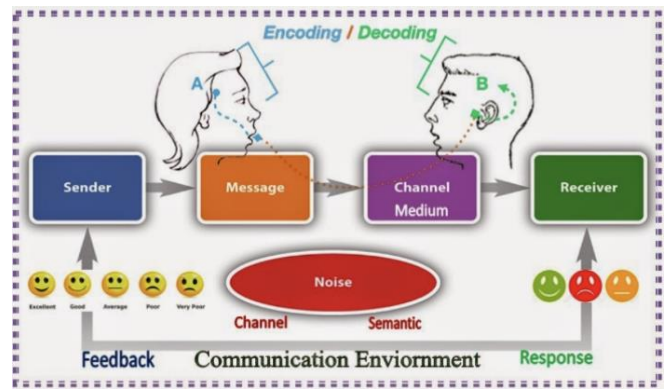 Encoding / Decoding
A
B
Sender
Message
Channel
Medium
Receiver
Excellent
Good
Average
Poor
Very Poor
Noise
Channel
Semantic
Feedback
Communication Enviornment
Response